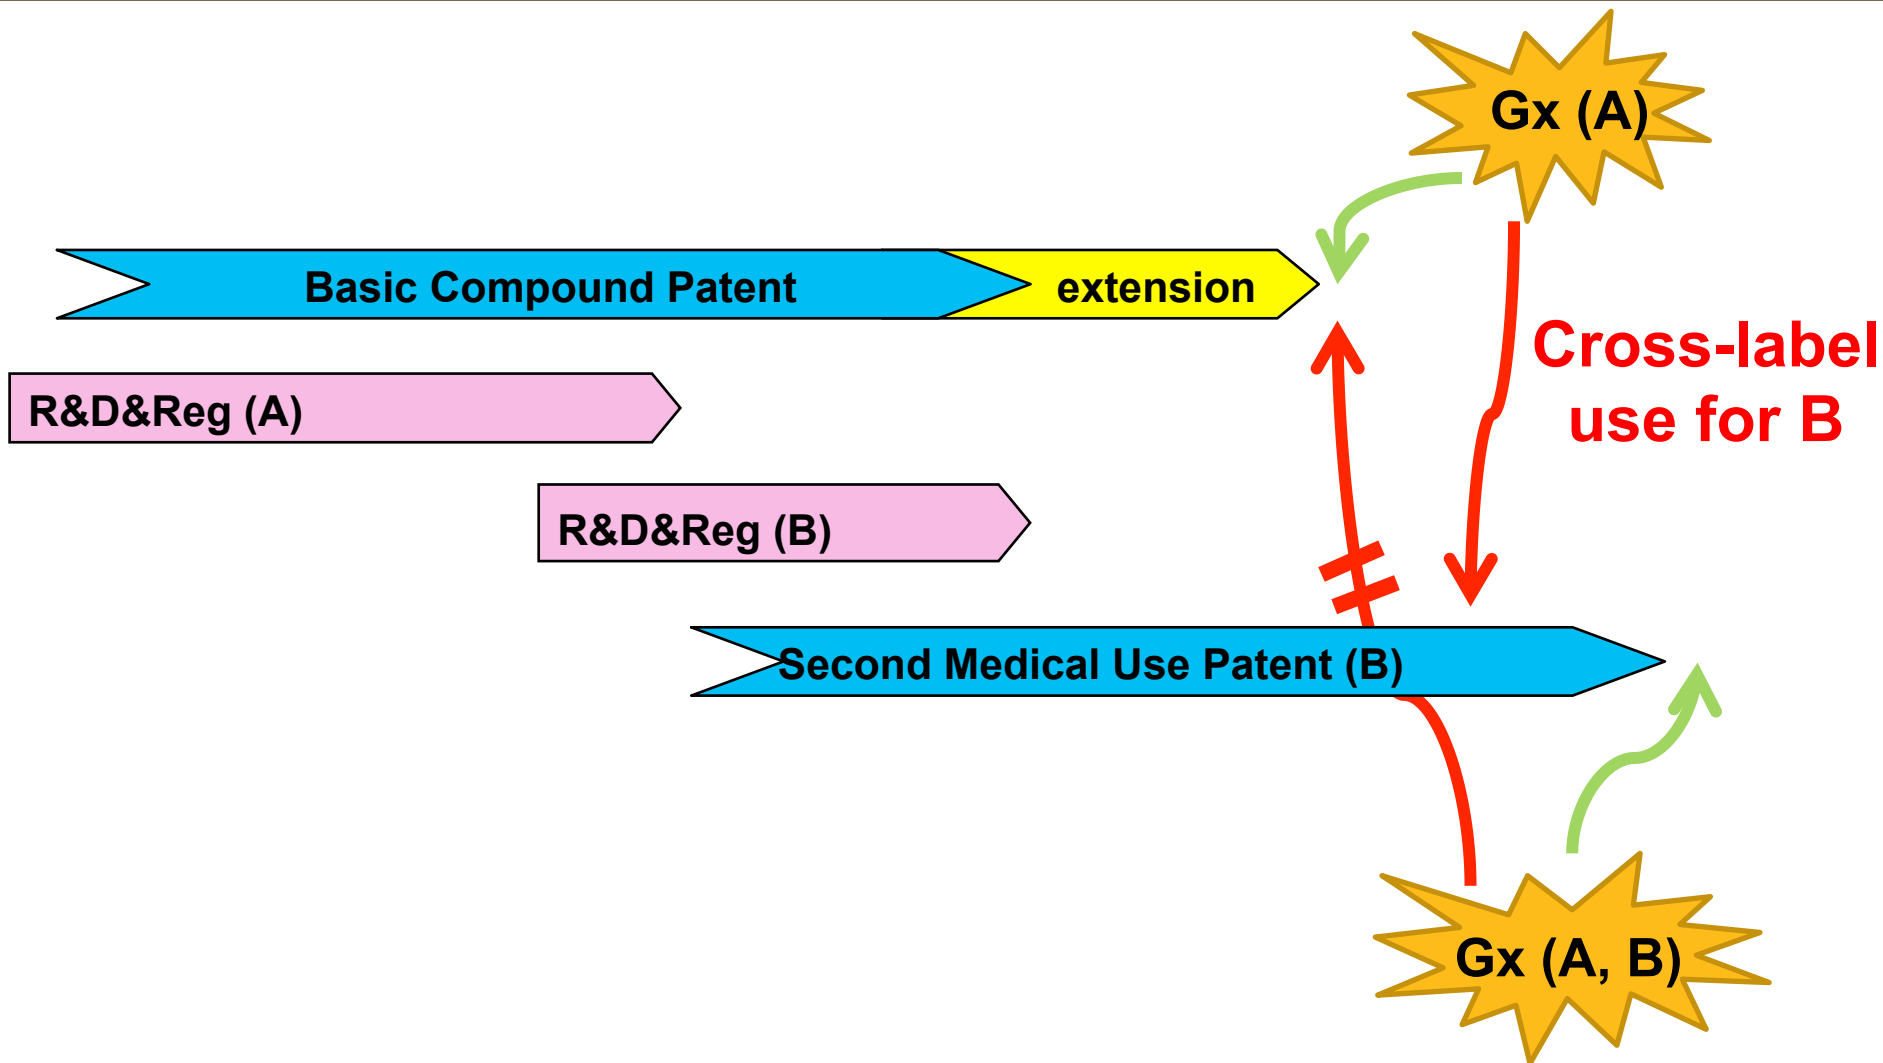 Gx (A)
Basic Compound Patent
extension
Cross-label
use for B
R&D&Reg (A)
R&D&Reg (B)
Second Medical Use Patent (B)
Gx (A, B)